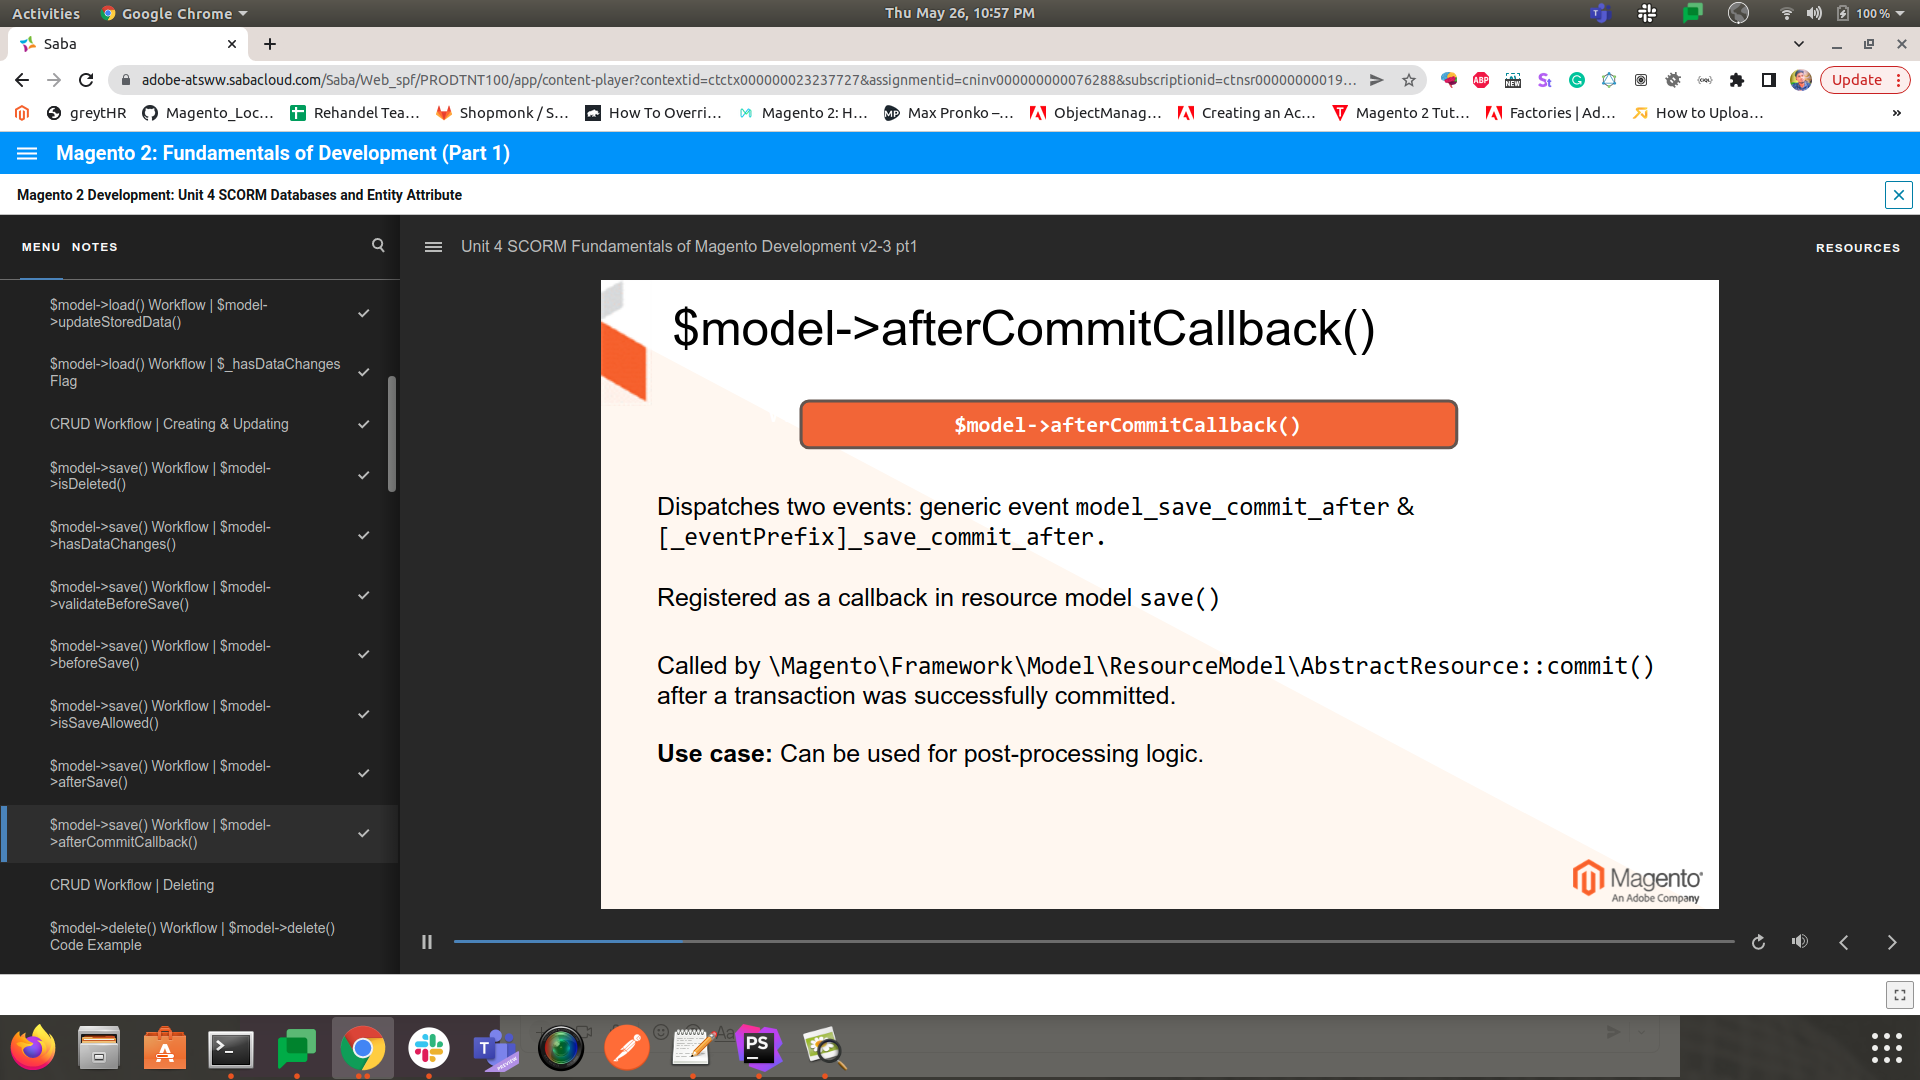 Activities
Google Chrome
Thu May 26, 10:57 PM
100 %
Saba
adobe-atsww.sabacloud.com/Saba/Web_spf/PRODTNT100/app/content-player?contextid=ctctx000000023237727&assignmentid=cninv000000000076288&subscriptionid=ctnsr00000000019...
ABP
NEW
Update
greytHR
Magento_Loc...
Rehandel Tea...
Shopmonk / S...
How To Overri...
Magento 2: H...
Max Pronko –...
ObjectManag...
Creating an Ac...
Magento 2 Tut...
Factories | Ad...
How to Uploa...
Magento 2: Fundamentals of Development (Part 1)
Magento 2 Development: Unit 4 SCORM Databases and Entity Attribute
MENU
NOTES
Unit 4 SCORM Fundamentals of Magento Development v2-3 pt1
RESOURCES
$model->load() Workflow | $model-
>updateStoredData()
$model->load() Workflow | $_hasDataChanges
Flag
CRUD Workflow | Creating & Updating
$model->save() Workflow | $model-
>isDeleted()
$model->save() Workflow | $model-
>hasDataChanges()
$model->save() Workflow | $model-
>validateBeforeSave()
$model->save() Workflow | $model-
>beforeSave()
$model->save() Workflow | $model-
>isSaveAllowed()
$model->save() Workflow | $model-
>afterSave()
$model->save() Workflow | $model-
>afterCommitCallback()
CRUD Workflow | Deleting
$model->delete() Workflow | $model->delete()
Code Example
$model->afterCommitCallback()
$model->afterCommitCallback()
Dispatches two events: generic event model_save_commit_after &
[_eventPrefix]_save_commit_after.
Registered as a callback in resource model save()
Called by \Magento\Framework\Model\ResourceModel\AbstractResource::commit()
after a transaction was successfully committed.
Use case: Can be used for post-processing logic.
Magento
An Adobe Company
PS